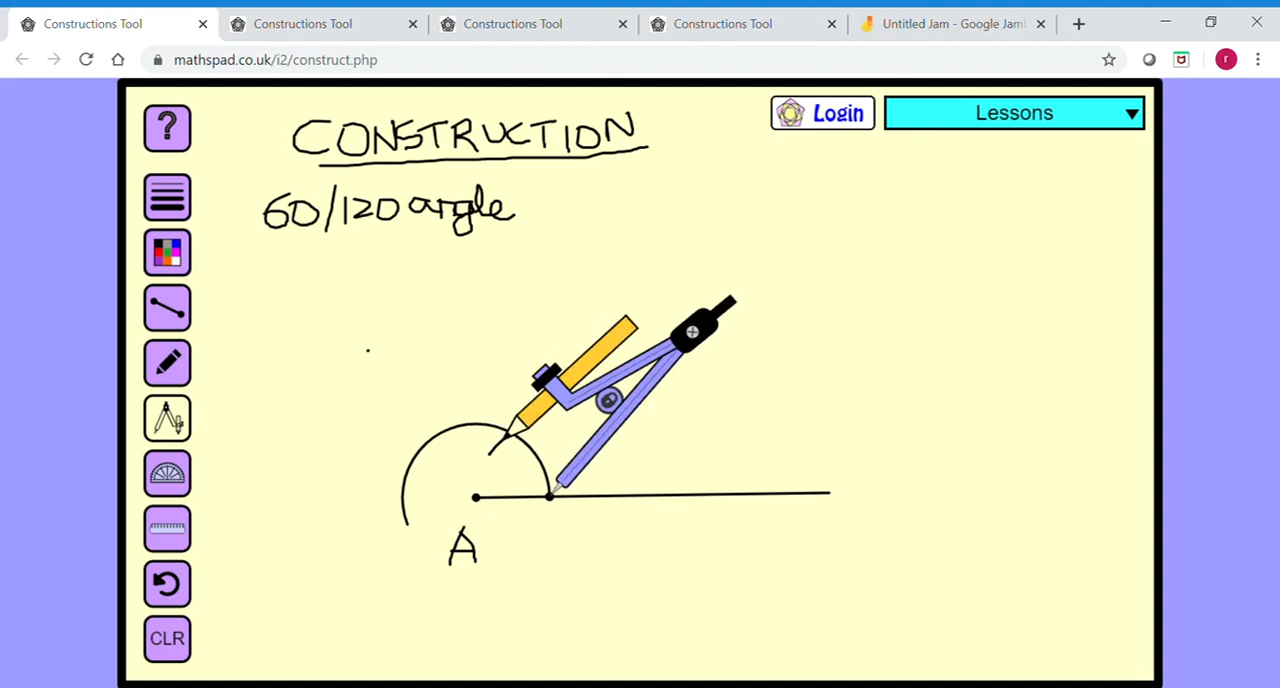 Constructions Tool
Constructions Tool
Constructions Tool
Constructions Tool
Untitled Jam - Google Jaml
mathspad.co.uk/i2/construct.php
r
?
CONSTRUCTION
Login
Lessons
60/120 angle
A
CLR